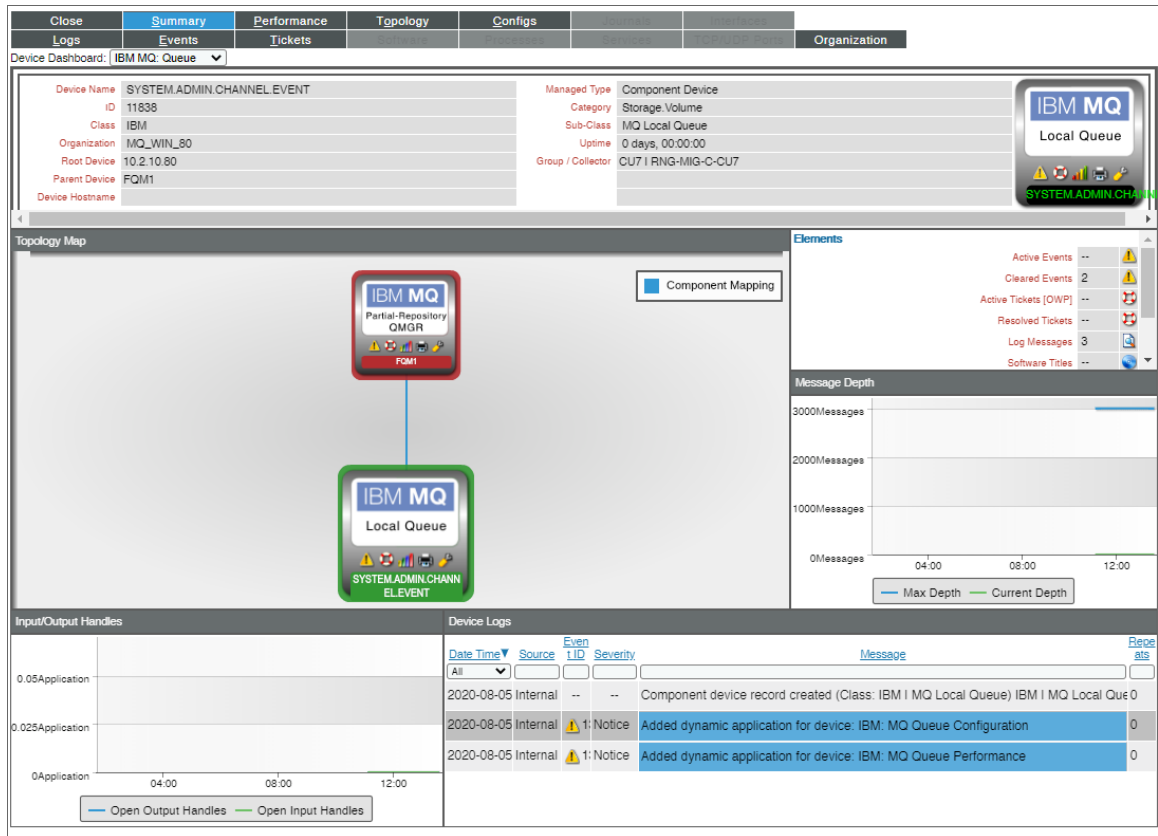 Close Summary Performance Topology Configs Journals Interfaces
Logs Events Tickets Software Processes Services TCP/UDP Ports Organization
Device Dashboard: IBM MQ: Queue
Device Name SYSTEM.ADMIN.CHANNEL.EVENT Managed Type Component Device
ID 11838 Category Storage.Volume
Class IBM Sub-Class MQ Local Queue
Organization MQ_WIN_80 Uptime 0 days, 00:00:00
Root Device 10.2.10.80 Group / Collector CU7 I RNG-MIG-C-CU7
Parent Device FQM1
Device Hostname
IBM MQ
Local Queue
SYSTEM.ADMIN.CHANN
Topology Map
Component Mapping
IBM MQ
Partial-Repository
QMGR
FQM1
IBM MQ
Local Queue
SYSTEM.ADMIN.CHANN
EL.EVENT
Elements
Active Events --
Cleared Events 2
Active Tickets [OWP] --
Resolved Tickets --
Log Messages 3
Software Titles --
Message Depth
3000Messages
2000Messages
1000Messages
0Messages
04:00 08:00 12:00
Max Depth Current Depth
Input/Output Handles
0.05Application
0.025Application
0Application
04:00 08:00 12:00
Open Output Handles Open Input Handles
Device Logs
Date Time▼ Source Even
t ID Severity Message Repe
ats
All
2020-08-05 Internal -- -- Component device record created (Class: IBM I MQ Local Queue) IBM I MQ Local Que 0
2020-08-05 Internal 1: Notice Added dynamic application for device: IBM: MQ Queue Configuration 0
2020-08-05 Internal 1: Notice Added dynamic application for device: IBM: MQ Queue Performance 0